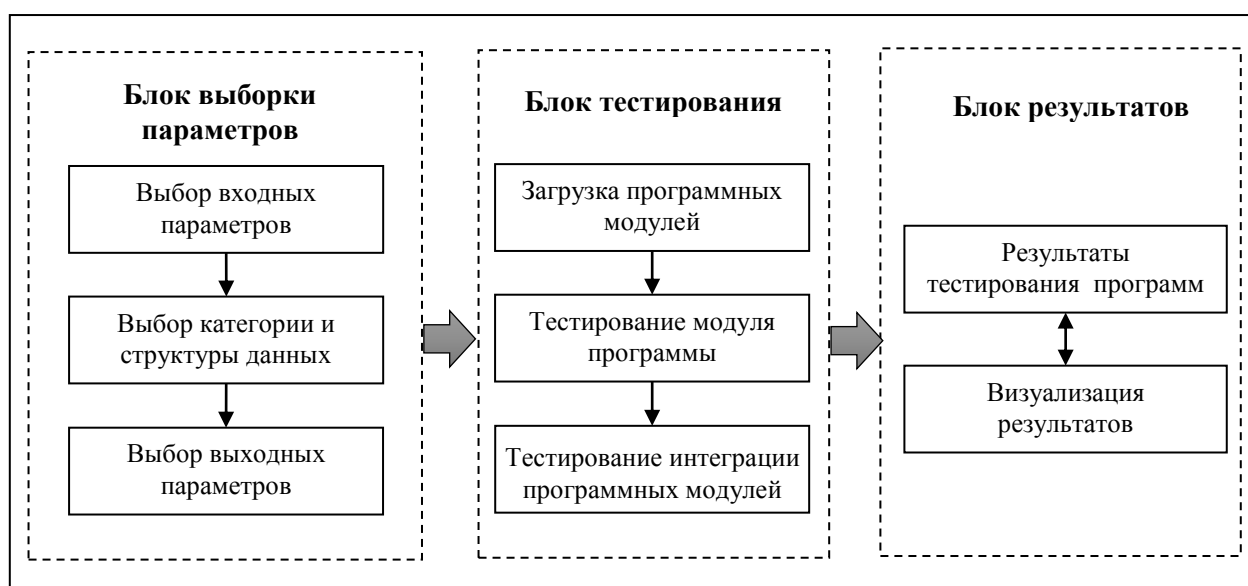 Блок выборки
параметров
Выбор входных
параметров
Выбор категории и
структуры данных
Выбор выходных
параметров
Блок тестирования
Загрузка программных
модулей
Тестирование модуля
программы
Тестирование интеграции
программных модулей
Блок результатов
Результаты
тестирования программ
Визуализация
результатов